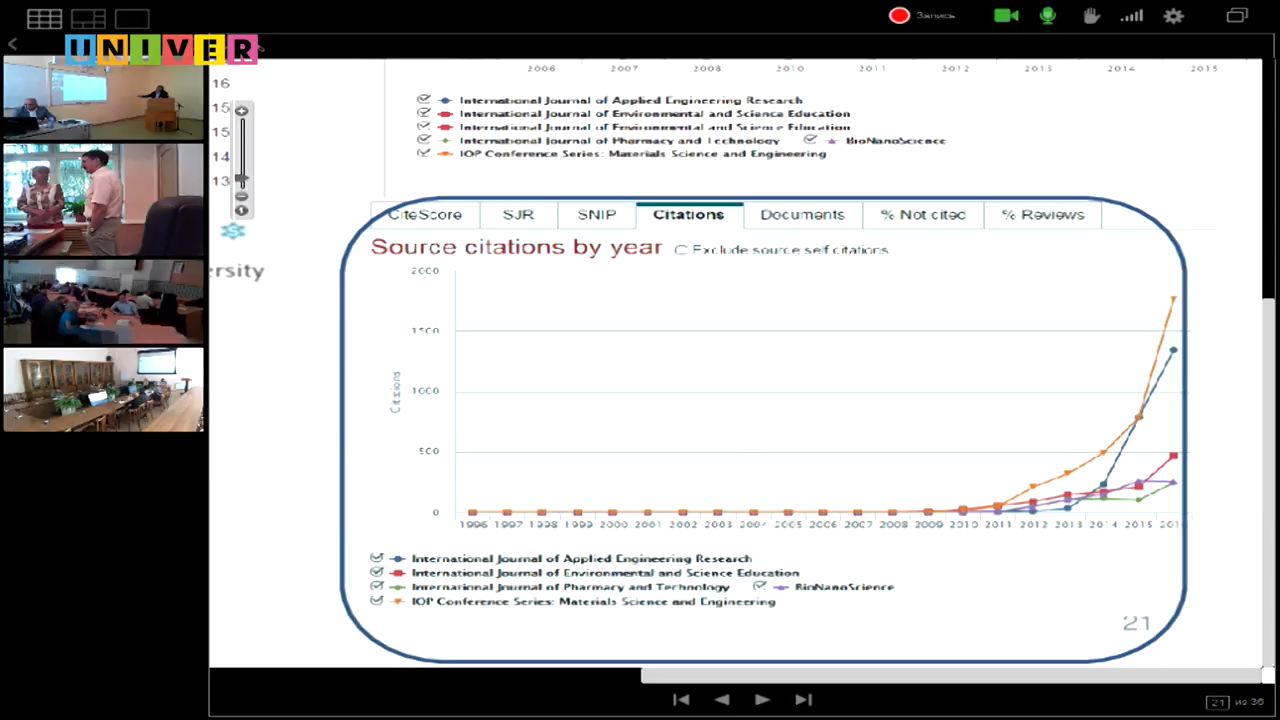 Запись
UNIVER
2006 2007 2008 2010 2011 2012 2013 2014 2015
16
15
15
14
13
International Journal of Applied Engineering Research
International Journal of Environmental and Science Education
International Journal of Environmental and Science Education
International Journal of Pharmacy and Technology BioNanoScience
IOP Conference Series: Materials Science and Engineering
ersity
CiteScore SJR SNIP Citations Documents % Not cited % Reviews
Source citations by year Exclude source self citations
2000
1500
1000
500
0
Citations
1996 1997 1998 1999 2000 2001 2002 2003 2004 2005 2006 2007 2008 2009 2010 2011 2012 2013 2014 2015 2016
International Journal of Applied Engineering Research
International Journal of Environmental and Science Education
International Journal of Pharmacy and Technology BioNanoScience
IOP Conference Series: Materials Science and Engineering
21
21 из 36